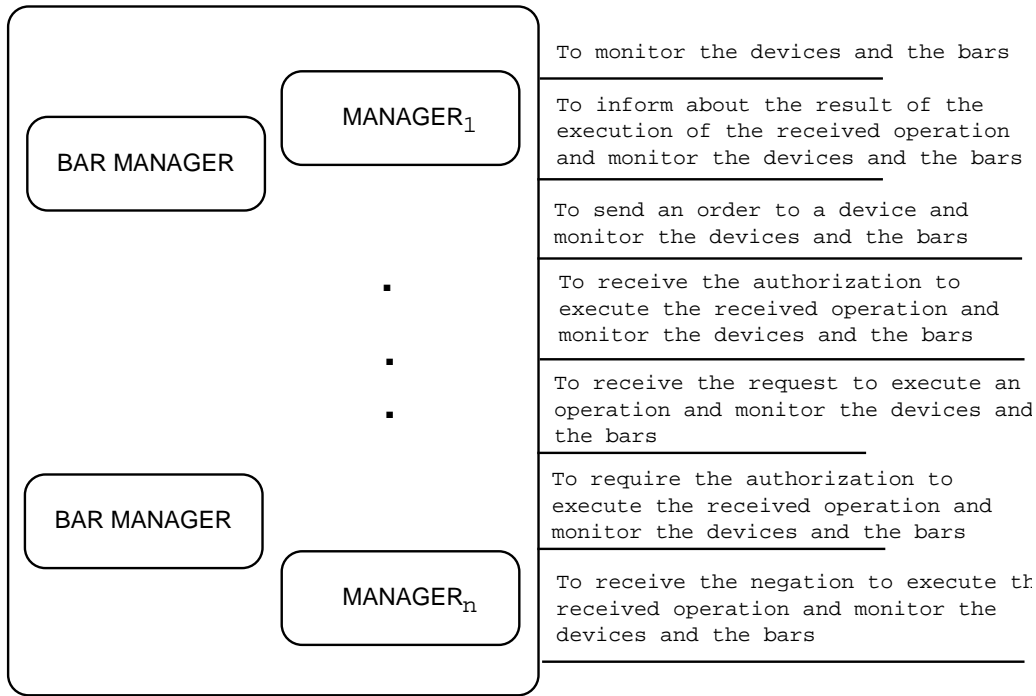 To monitor the devices and the bars
MANAGER1
To inform about the result of the
execution of the received operation
and monitor the devices and the bars
BAR MANAGER
To send an order to a device and
monitor the devices and the bars
To receive the authorization to
execute the received operation and
monitor the devices and the bars
To receive the request to execute an
operation and monitor the devices and
the bars
To require the authorization to
execute the received operation and
monitor the devices and the bars
BAR MANAGER
To receive the negation to execute th
received operation and monitor the
devices and the bars
MANAGERn